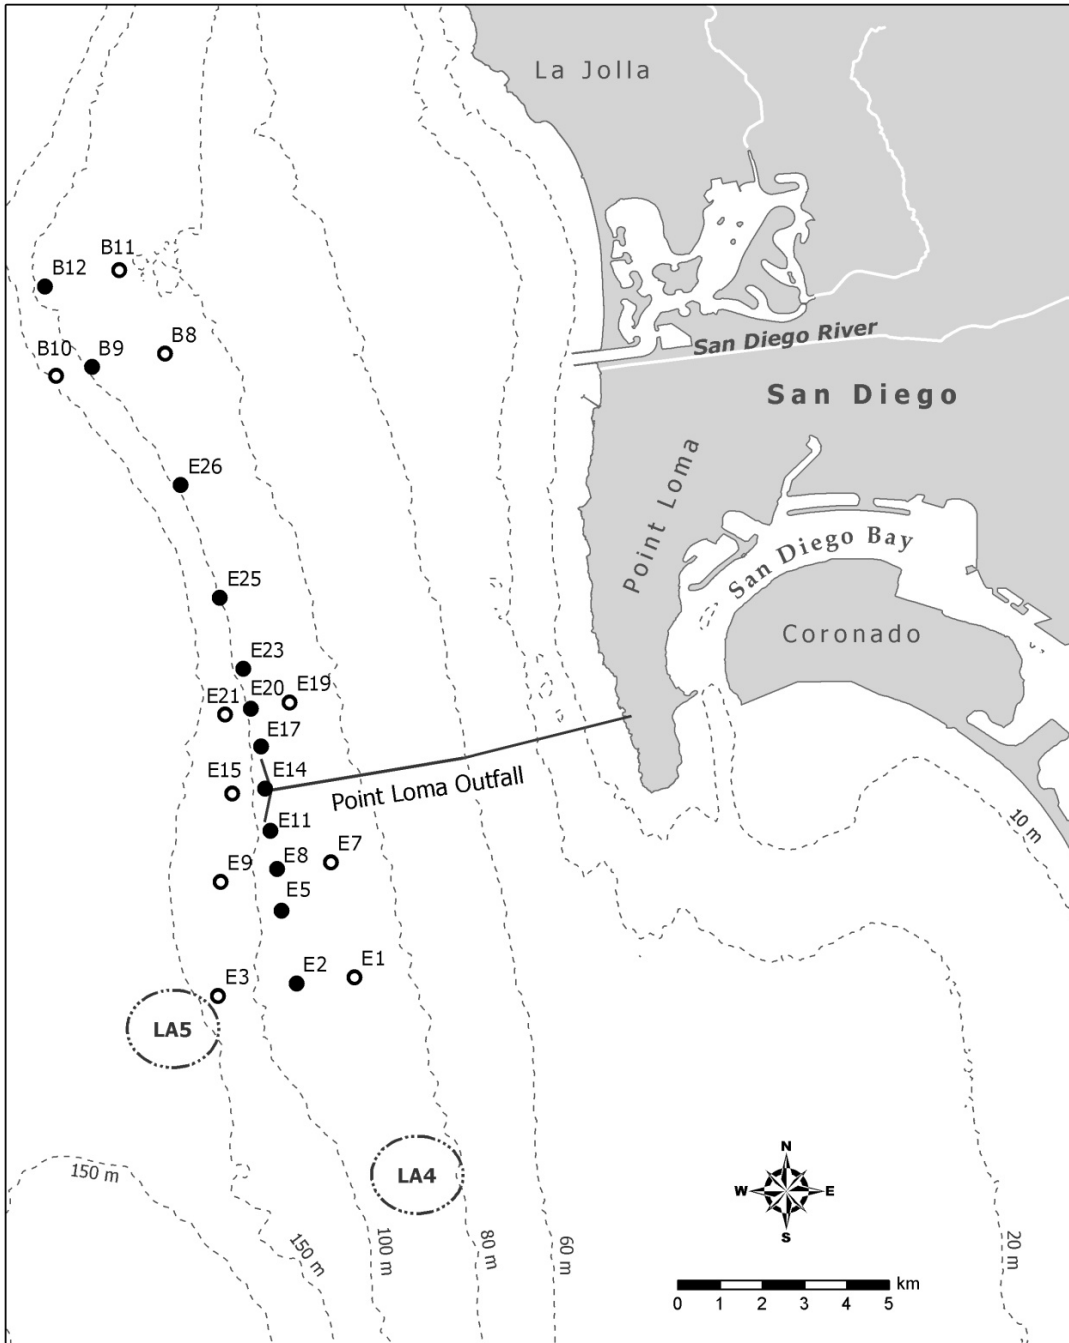 La Jolla
B11
B12
B8
B10
B9
San Diego River
San Diego
E26
Point Loma
San Diego Bay
E25
Coronado
E23
E19
E21
E20
E17
E15
E14
Point Loma Outfall
E11
10 m
E7
E9
E8
E5
E1
E2
E3
LA5
N
W
E
S
LA4
150 m
150 m
100 m
80 m
60 m
20 m
km
0 1 2 3 4 5